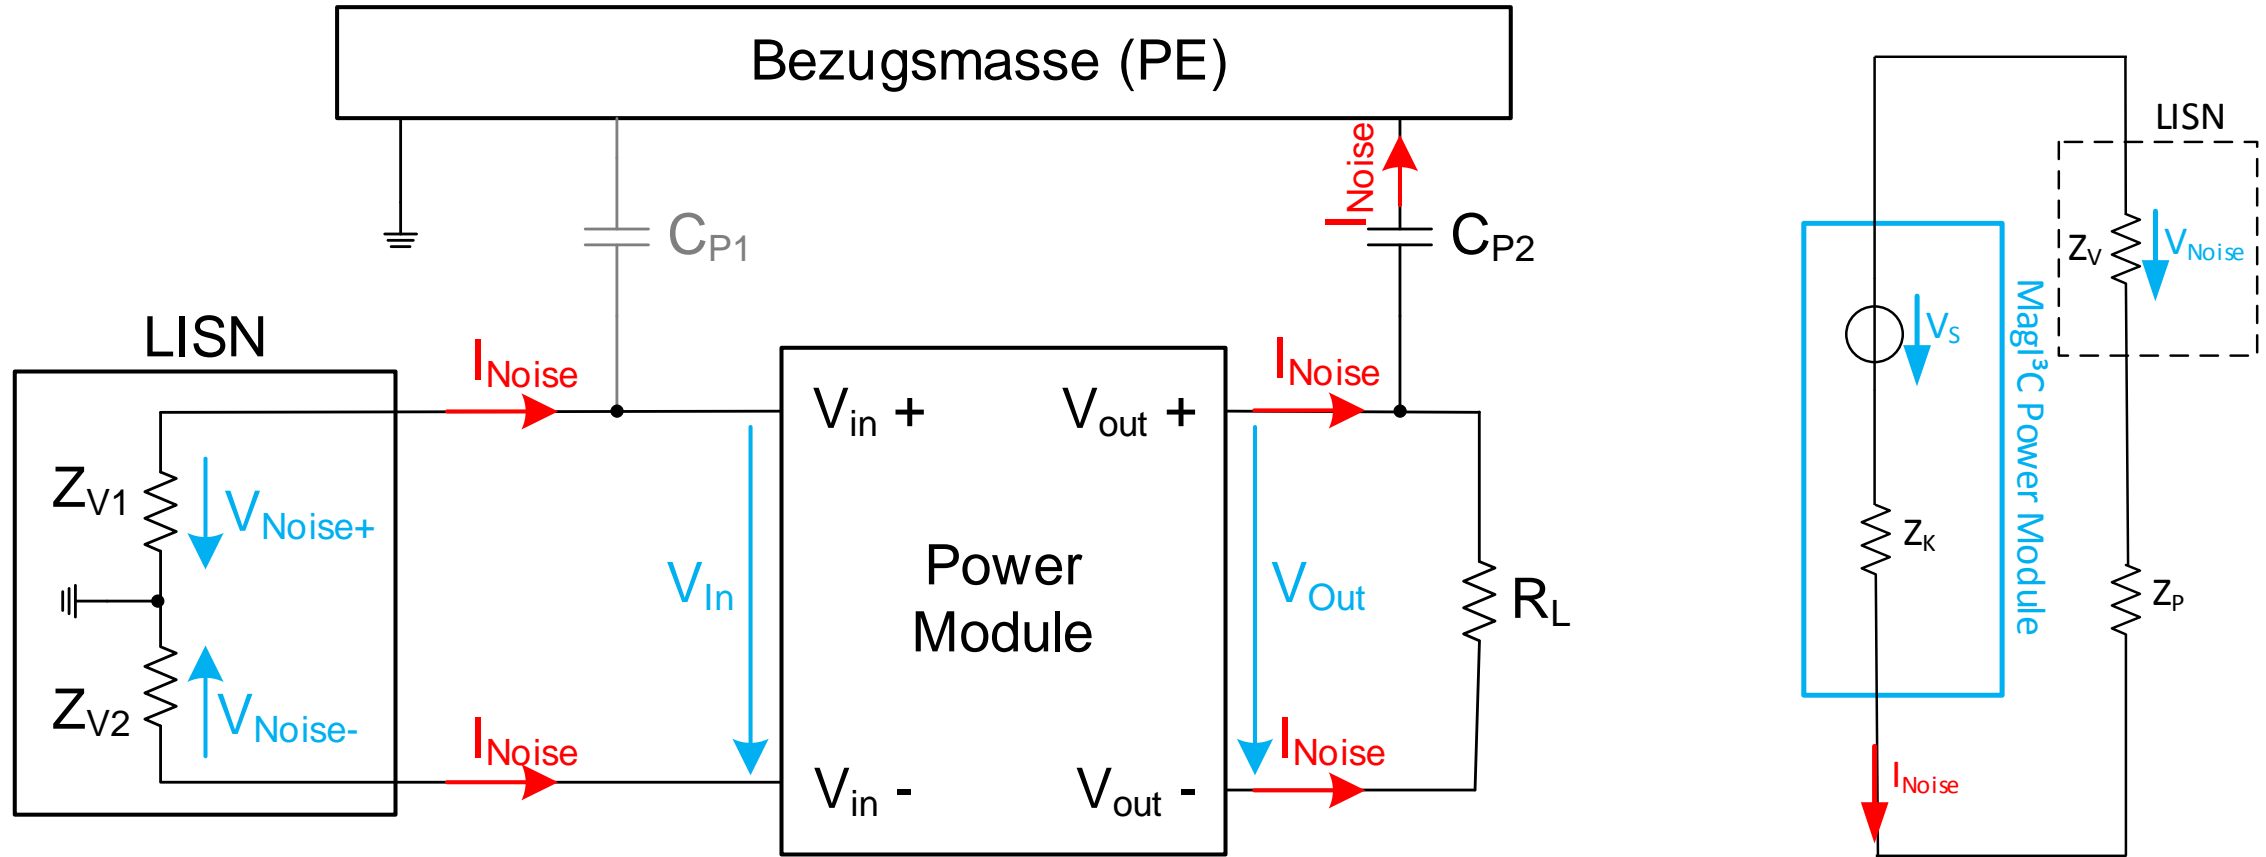 Bezugsmasse (PE)
I_Noise
C_P1
C_P2
LISN
I_Noise
I_Noise
V_in +
V_out +
Z_V1
V_Noise+
V_In
Power
Module
V_Out
R_L
Z_V2
V_Noise-
I_Noise
I_Noise
V_in -
V_out -
LISN
Z_V
V_Noise
V_S
MagI³C Power Module
Z_K
Z_P
I_Noise